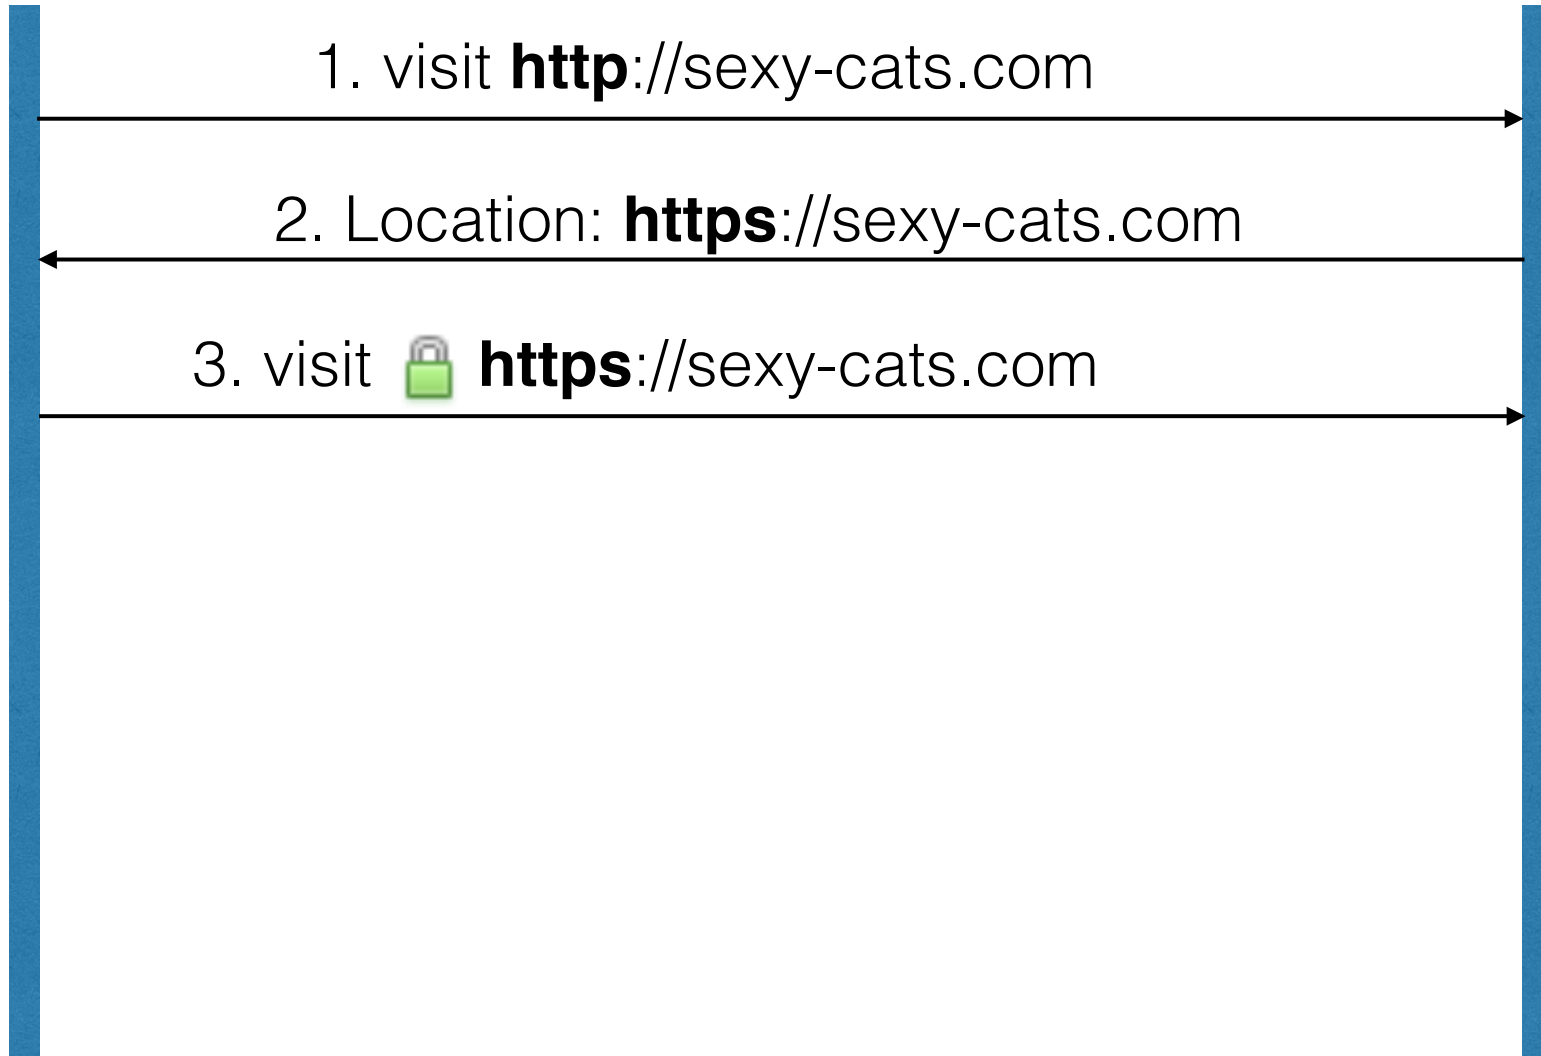 1. visit http://sexy-cats.com
2. Location: https://sexy-cats.com
3. visit https://sexy-cats.com